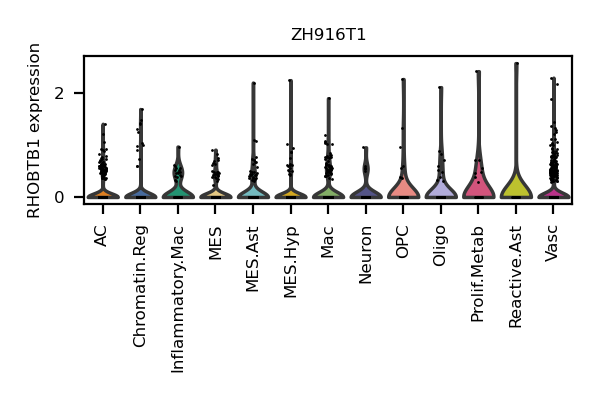 ZH916T1
RHOBTB1 expression
2
0
AC
Chromatin.Reg
Inflammatory.Mac
MES
MES.Ast
MES.Hyp
Mac
Neuron
OPC
Oligo
Prolif.Metab
Reactive.Ast
Vasc